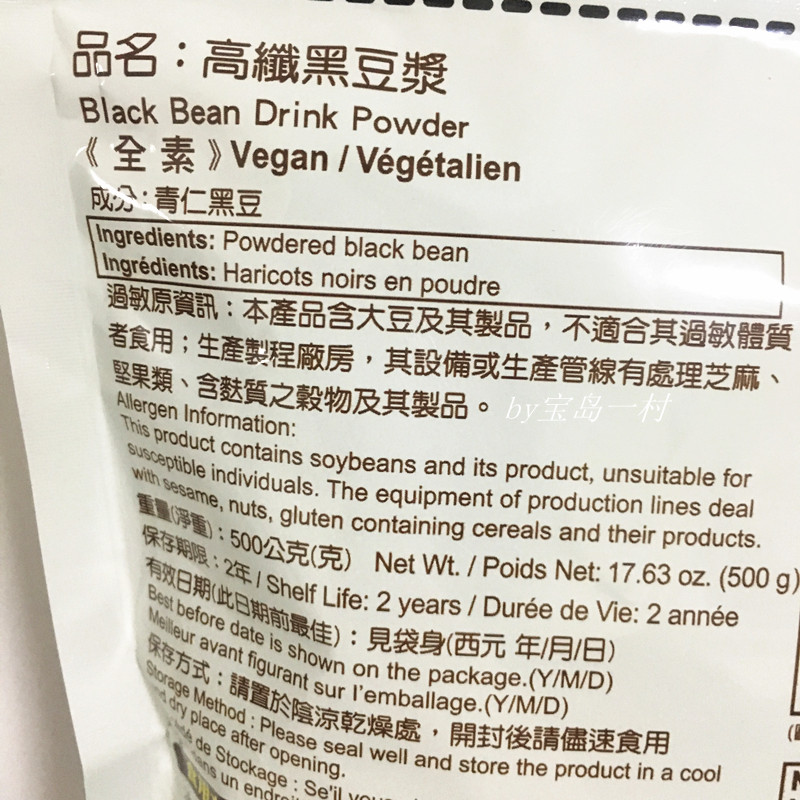 品名：高纖黑豆漿
Black Bean Drink Powder
《全素》Vegan / Végétalien
成分：青仁黑豆
Ingredients: Powdered black bean
Ingrédients: Haricots noirs en poudre
過敏原資訊：本產品含大豆及其製品，不適合其過敏體質
者食用；生產製程廠房，其設備或生產管線有處理芝麻、
堅果類、含麩質之穀物及其製品。
by宝岛一村
Allergen Information:
This product contains soybeans and its product, unsuitable for
susceptible individuals. The equipment of production lines deal
with sesame, nuts, gluten containing cereals and their products.
重量(淨重)：500公克(克) Net Wt. / Poids Net: 17.63 oz. (500 g)
保存期限：2年 / Shelf Life: 2 years / Durée de Vie: 2 année
有效日期(此日期前最佳)：見袋身(西元 年/月/日)
Best before date is shown on the package.(Y/M/D)
Meilleur avant figurant sur l'emballage.(Y/M/D)
保存方式：請置於陰涼乾燥處，開封後請儘速食用
Storage Method : Please seal well and store the product in a cool
dry place after opening.
de Stockage : Se'il
un